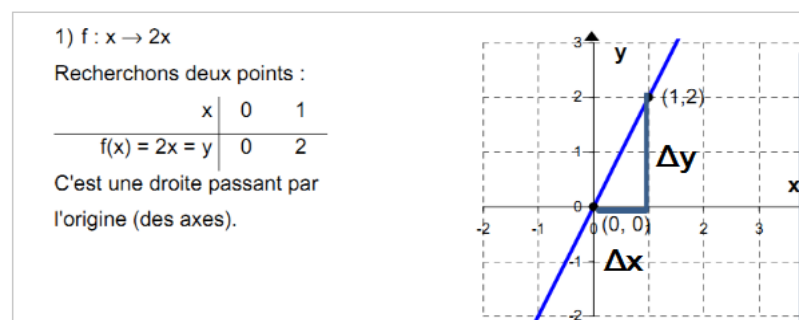 1) f : x → 2x
Recherchons deux points :
x 0 1
f(x) = 2x = y 0 2
C'est une droite passant par
l'origine (des axes).
3 y
2 (1,2)
1 Δy
x
0
-2 -1 0 (0, 0) 1 2 3
-1 Δx
-2